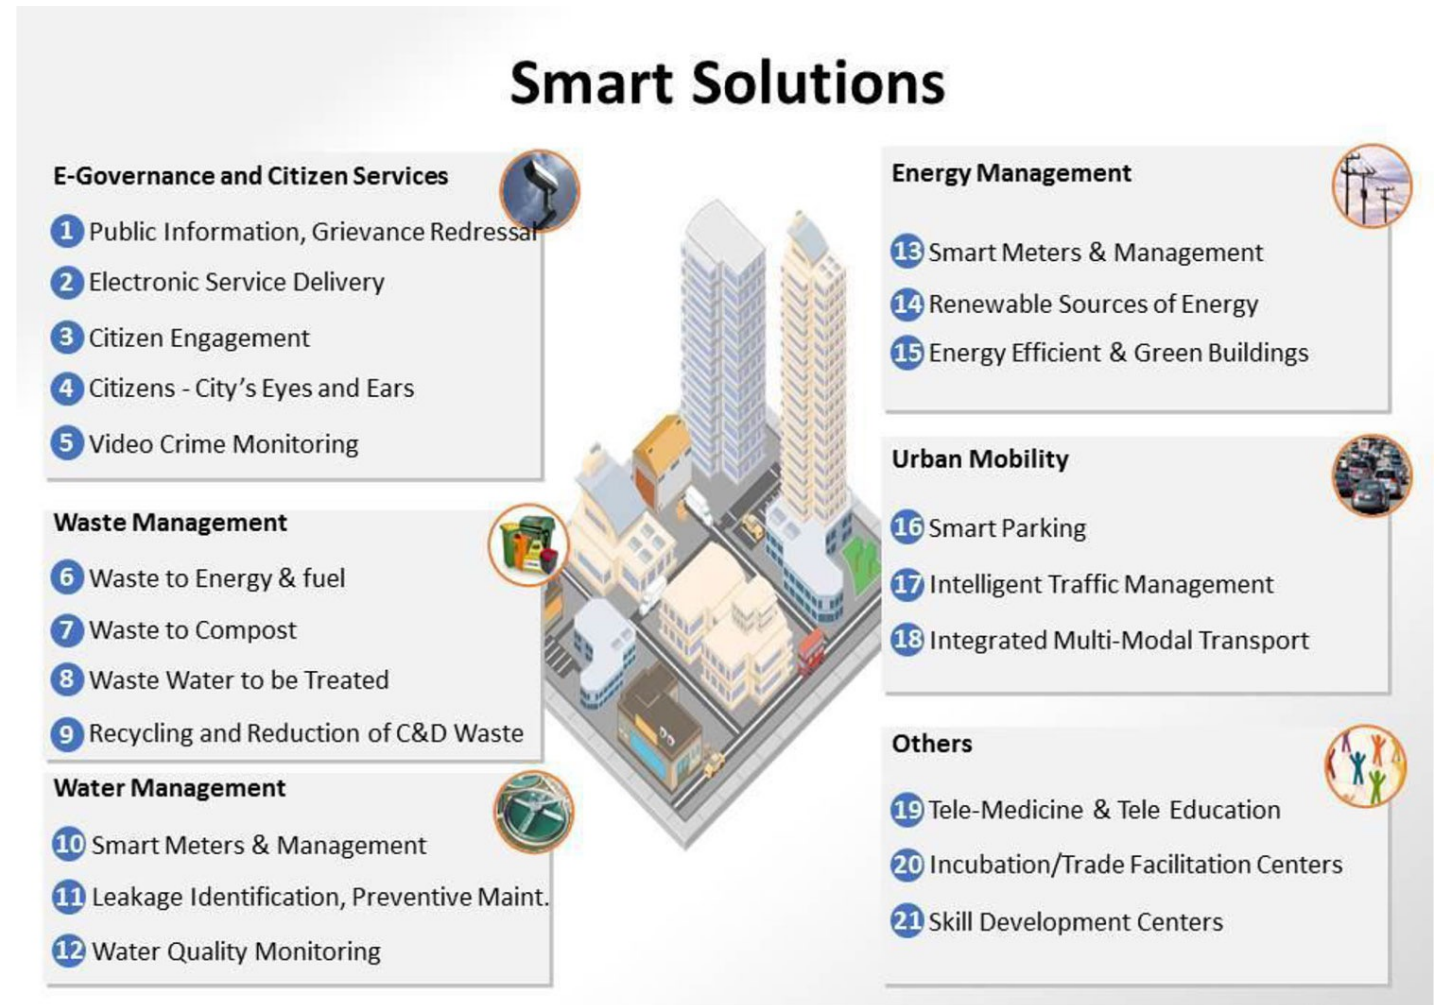 Smart Solutions
E-Governance and Citizen Services
1 Public Information, Grievance Redressal
2 Electronic Service Delivery
3 Citizen Engagement
4 Citizens - City's Eyes and Ears
5 Video Crime Monitoring
Waste Management
6 Waste to Energy & fuel
7 Waste to Compost
8 Waste Water to be Treated
9 Recycling and Reduction of C&D Waste
Water Management
10 Smart Meters & Management
11 Leakage Identification, Preventive Maint.
12 Water Quality Monitoring
Energy Management
13 Smart Meters & Management
14 Renewable Sources of Energy
15 Energy Efficient & Green Buildings
Urban Mobility
16 Smart Parking
17 Intelligent Traffic Management
18 Integrated Multi-Modal Transport
Others
19 Tele-Medicine & Tele Education
20 Incubation/Trade Facilitation Centers
21 Skill Development Centers